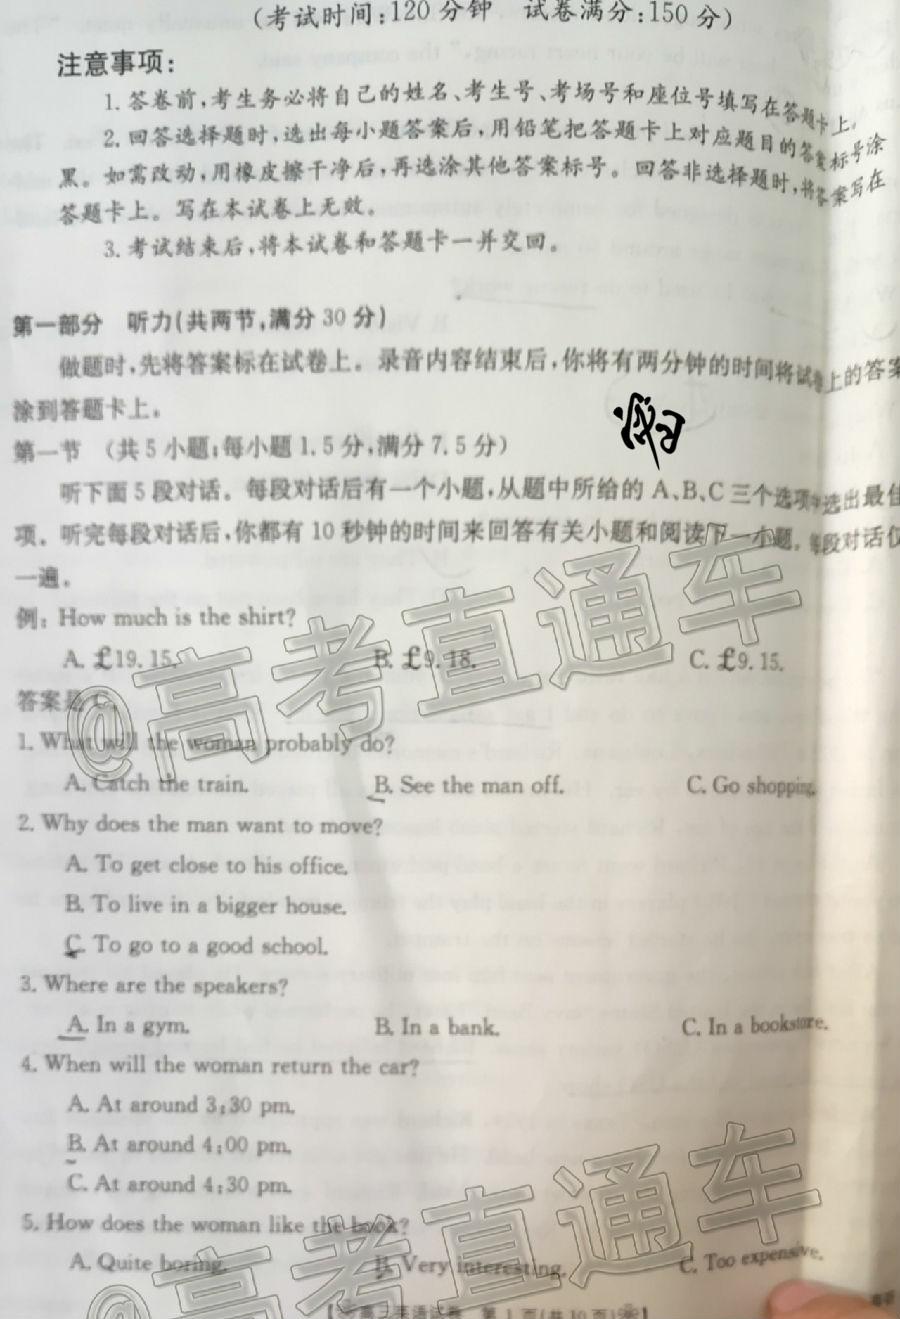 (考试时间:120分钟 试卷满分:150分)
注意事项:
1.答卷前,考生务必将自己的姓名、考生号、考场号和座位号填写在答题卡上。
2.回答选择题时,选出每小题答案后,用铅笔把答题卡上对应题目的答案标号涂
黑。如需改动,用橡皮擦干净后,再选涂其他答案标号。回答非选择题时,将答案写在
答题卡上。写在本试卷上无效。
3.考试结束后,将本试卷和答题卡一并交回。
第一部分 听力(共两节,满分30分)
做题时,先将答案标在试卷上。录音内容结束后,你将有两分钟的时间将试卷上的答案
涂到答题卡上。
第一节 (共5小题;每小题1.5分,满分7.5分)
听下面5段对话。每段对话后有一个小题,从题中所给的A、B、C三个选项中选出最佳
项。听完每段对话后,你都有10秒钟的时间来回答有关小题和阅读下一小题。每段对话仅
一遍。
例:How much is the shirt?
A. £19.15. B. £9.18. C. £9.15.
答案是C。
1. What will the woman probably do?
A. Catch the train. B. See the man off. C. Go shopping.
2. Why does the man want to move?
A. To get close to his office.
B. To live in a bigger house.
C. To go to a good school.
3. Where are the speakers?
A. In a gym. B. In a bank. C. In a bookstore.
4. When will the woman return the car?
A. At around 3:30 pm.
B. At around 4:00 pm.
C. At around 4:30 pm.
5. How does the woman like the book?
A. Quite boring. B. Very interesting. C. Too expensive.
英语试卷 第1页(共10页)
@高考直通车
@高考直通车